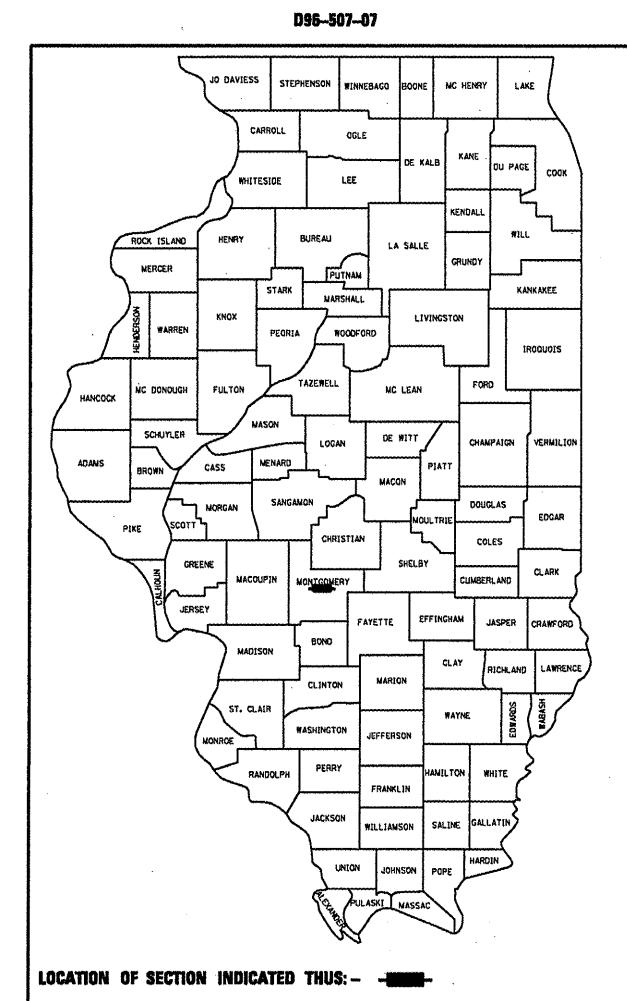 D96-507-07
JO DAVIESS STEPHENSON WINNEBAGO BOONE MC HENRY LAKE
CARROLL OGLE DE KALB KANE DU PAGE COOK
WHITESIDE LEE
KENDALL
ROCK ISLAND HENRY BUREAU LA SALLE WILL
MERCER PUTNAM GRUNDY
STARK MARSHALL KANKAKEE
HENDERSON WARREN KNOX PEORIA WOODFORD LIVINGSTON IROQUOIS
HANCOCK MC DONOUGH FULTON TAZEWELL MC LEAN FORD
MASON
SCHUYLER LOGAN DE WITT CHAMPAIGN VERMILION
ADAMS BROWN CASS MENARD PIATT
MACON
PIKE SCOTT MORGAN SANGAMON MOULTRIE DOUGLAS EDGAR
CHRISTIAN COLES
CALHOUN GREENE MACOUPIN MONTGOMERY SHELBY CUMBERLAND CLARK
JERSEY
FAYETTE EFFINGHAM JASPER CRAWFORD
MADISON BOND
CLAY RICHLAND LAWRENCE
CLINTON MARION
ST. CLAIR WAYNE EDWARDS WABASH
MONROE WASHINGTON JEFFERSON
RANDOLPH PERRY HAMILTON WHITE
FRANKLIN
JACKSON WILLIAMSON SALINE GALLATIN
UNION JOHNSON POPE HARDIN
ALEXANDER PULASKI MASSAC
LOCATION OF SECTION INDICATED THUS: –